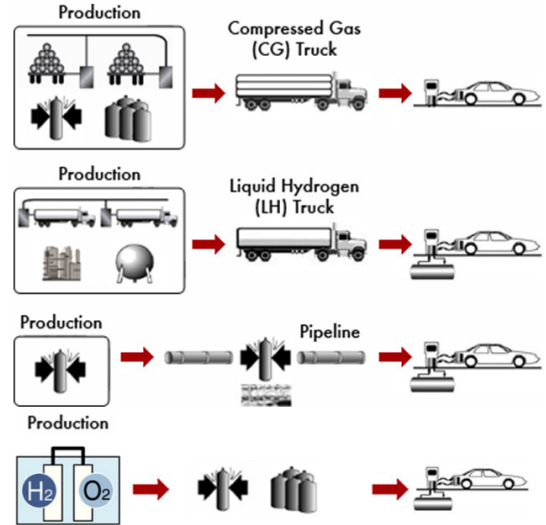 Production
Compressed Gas
(CG) Truck
Production
Liquid Hydrogen
(LH) Truck
Production
Pipeline
Production
H2
O2